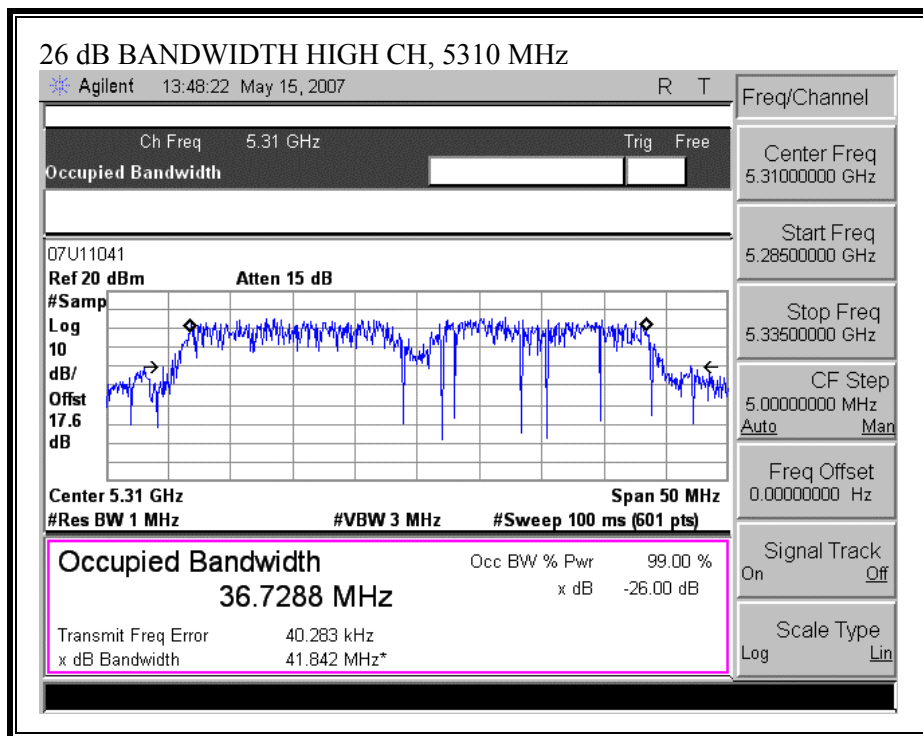 26 dB BANDWIDTH HIGH CH, 5310 MHz
Agilent 13:48:22 May 15, 2007 R T
Ch Freq 5.31 GHz Trig Free
Occupied Bandwidth
07U11041
Ref 20 dBm Atten 15 dB
#Samp
Log
10
dB/
Offst
17.6
dB
Center 5.31 GHz Span 50 MHz
#Res BW 1 MHz #VBW 3 MHz #Sweep 100 ms (601 pts)
Occupied Bandwidth Occ BW % Pwr 99.00 %
36.7288 MHz x dB -26.00 dB
Transmit Freq Error 40.283 kHz
x dB Bandwidth 41.842 MHz*
Freq/Channel
Center Freq
5.31000000 GHz
Start Freq
5.28500000 GHz
Stop Freq
5.33500000 GHz
CF Step
5.00000000 MHz
Auto Man
Freq Offset
0.00000000 Hz
Signal Track
On Off
Scale Type
Log Lin